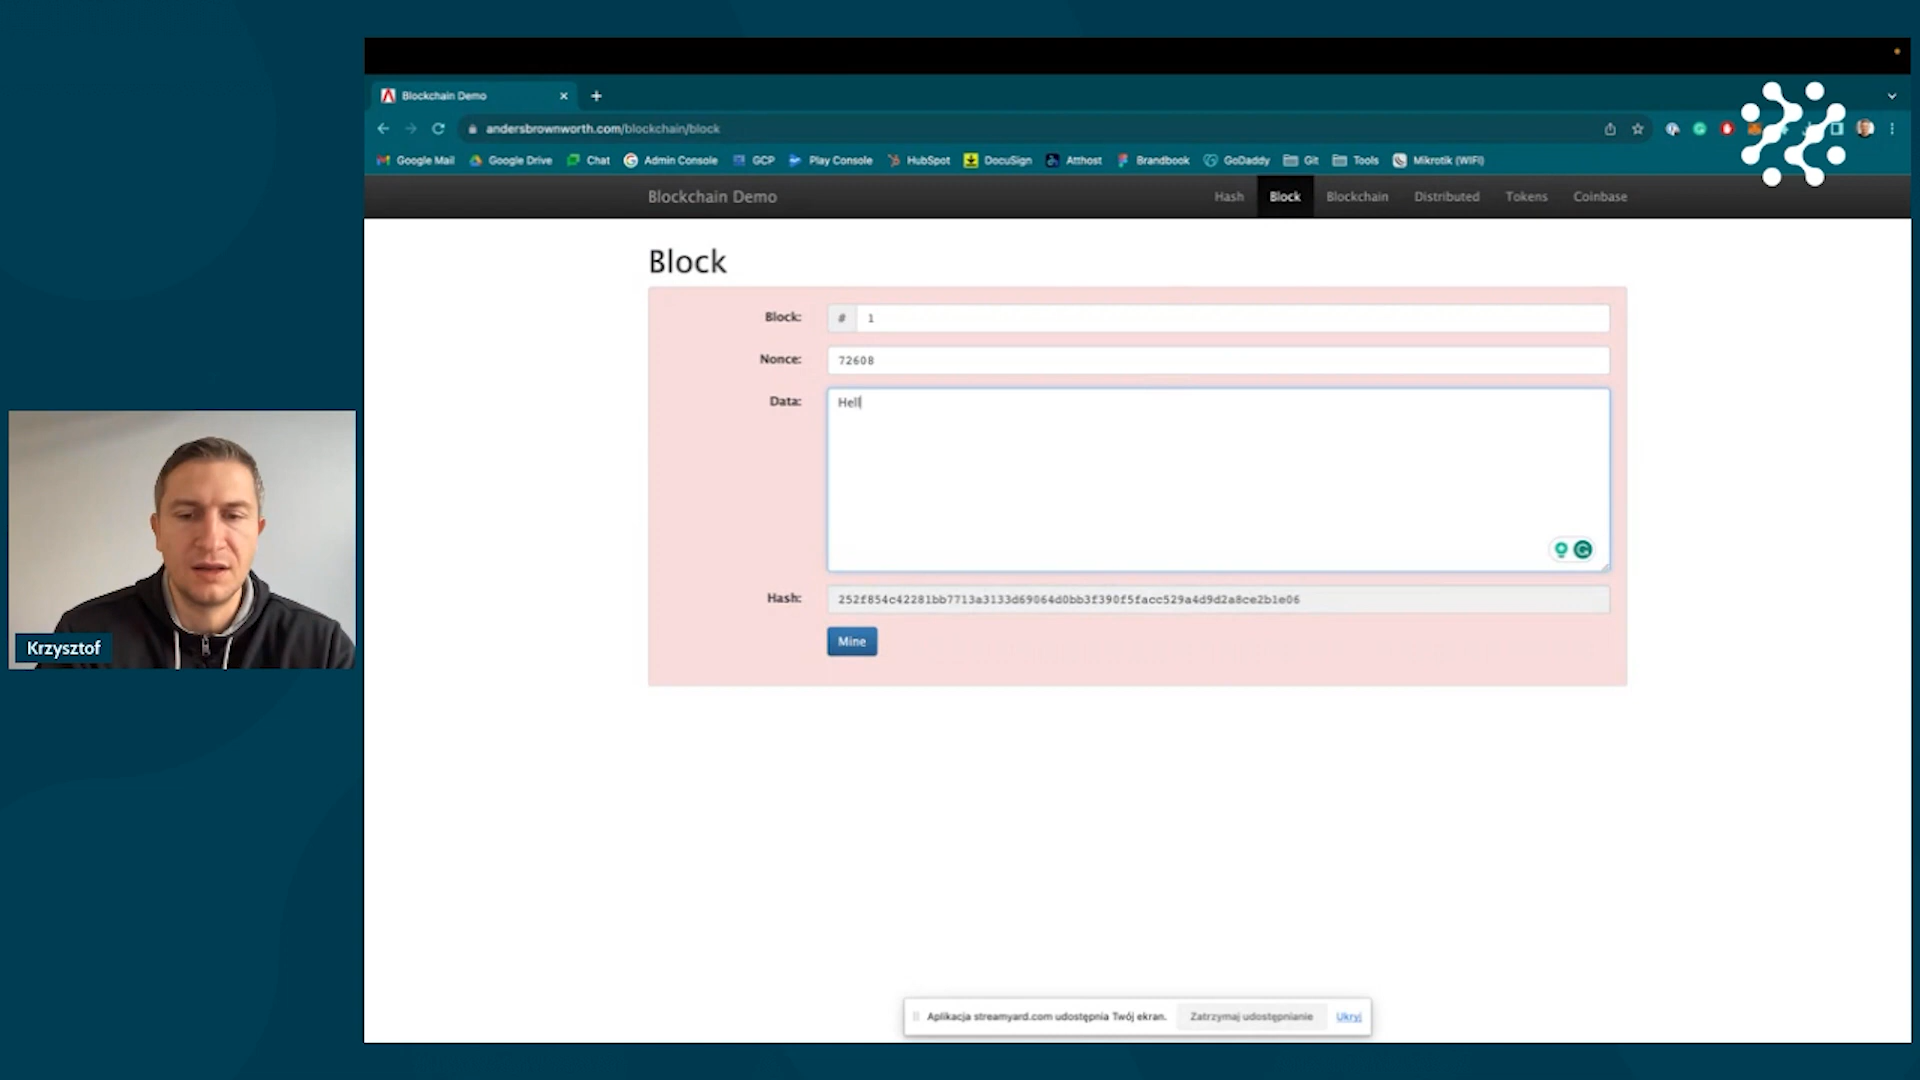 Blockchain Demo
andersbrownworth.com/blockchain/block
Google Mail Google Drive Chat Admin Console GCP Play Console HubSpot DocuSign Atthost Brandbook GoDaddy Git Tools Mikrotik (WIFI)
Blockchain Demo Hash Block Blockchain Distributed Tokens Coinbase
Block
Block: # 1
Nonce: 72608
Data: Hell
Hash: 252f854c42281bb7713a3133d69064d0bb3f390f5facc529a4d9d2a8ce2b1e06
Mine
Krzysztof
Aplikacja streamyard.com udostępnia Twój ekran. Zatrzymaj udostępnianie Ukryj